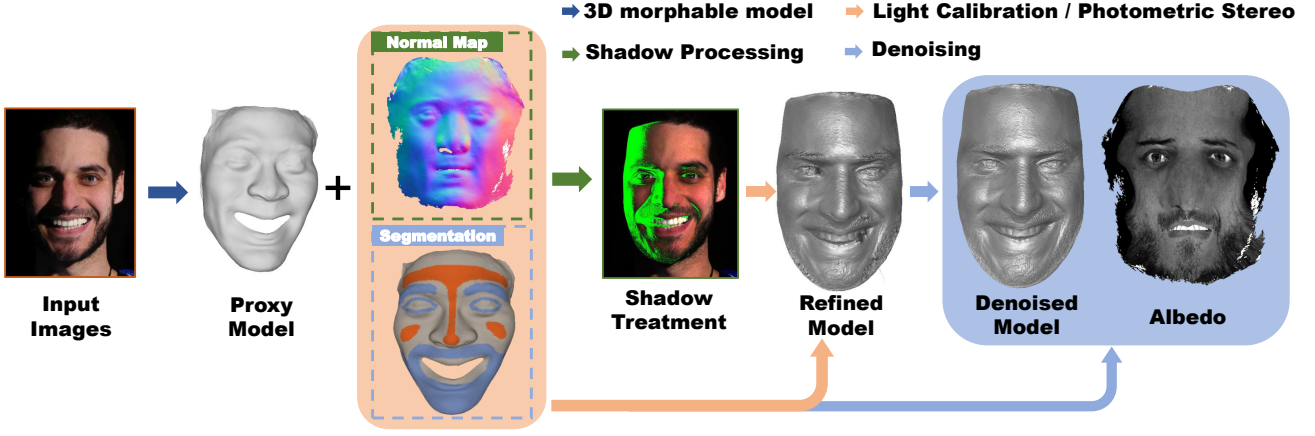 3D morphable model
Light Calibration / Photometric Stereo
Shadow Processing
Denoising
Normal Map
Segmentation
Input
Images
Proxy
Model
+
Shadow
Treatment
Refined
Model
Denoised
Model
Albedo